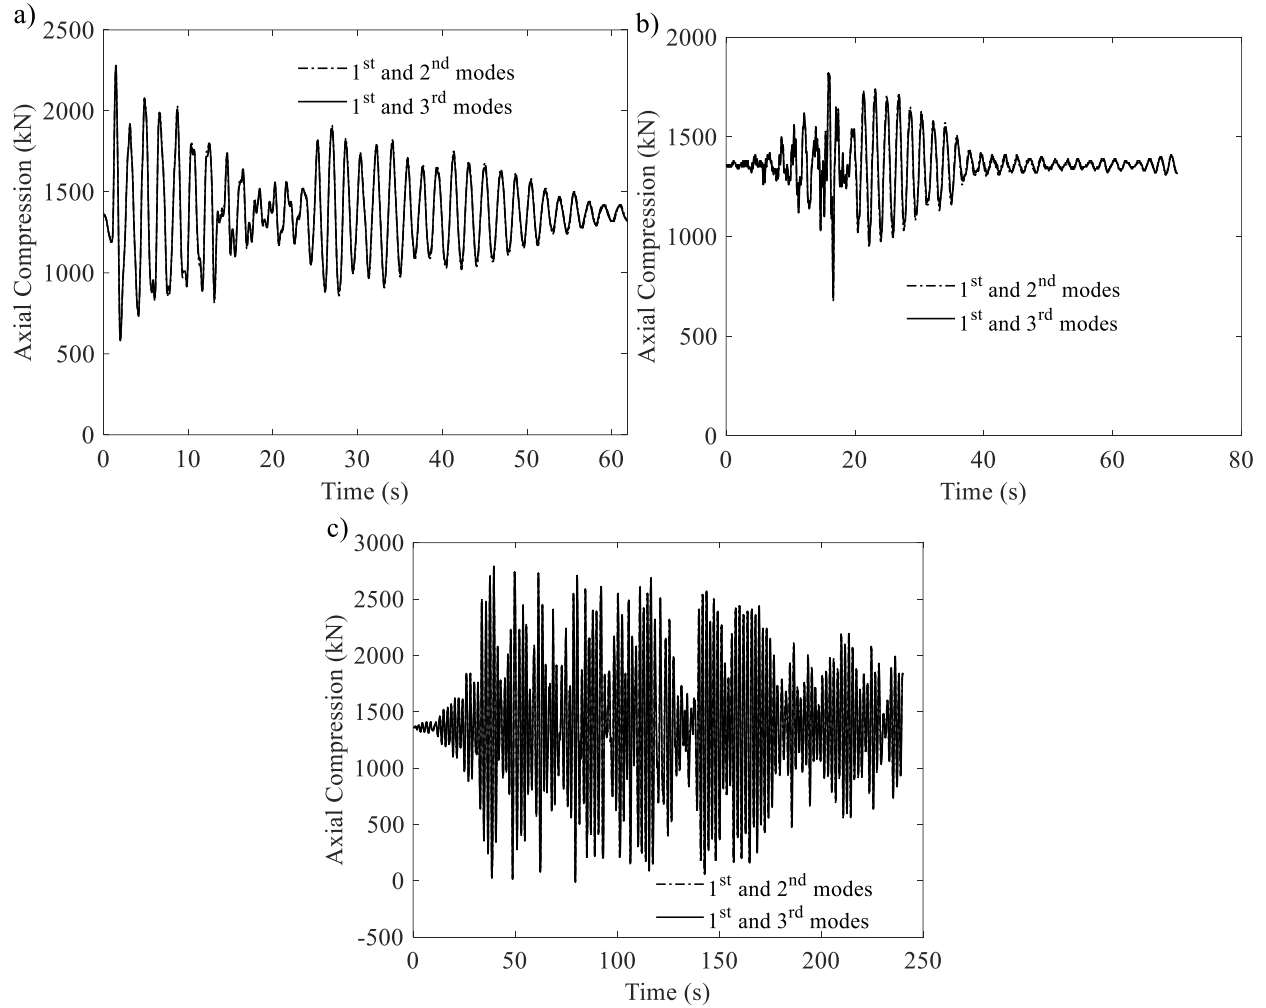 a)
2500
2000
1500
1000
500
0
0 10 20 30 40 50 60
Axial Compression (kN)
Time (s)
1st and 2nd modes
1st and 3rd modes
b)
2000
1500
1000
500
0
0 20 40 60 80
Axial Compression (kN)
Time (s)
1st and 2nd modes
1st and 3rd modes
c)
3000
2500
2000
1500
1000
500
0
-500
0 50 100 150 200 250
Axial Compression (kN)
Time (s)
1st and 2nd modes
1st and 3rd modes